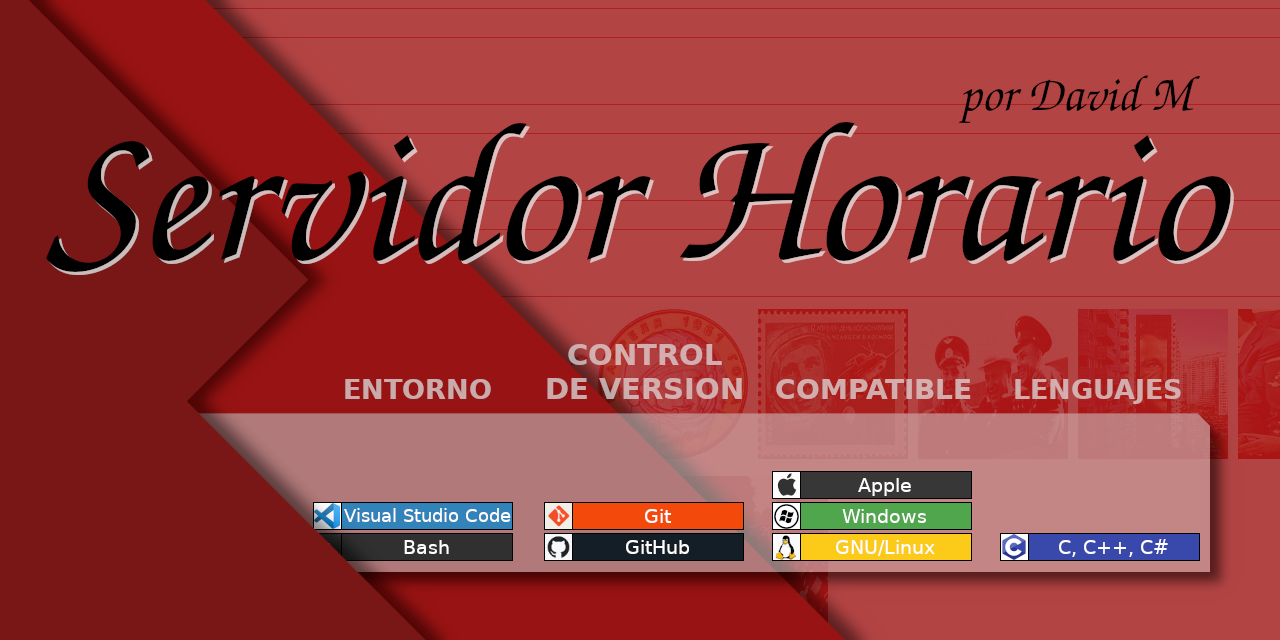 por David M
Servidor Horario
ENTORNO
CONTROL
DE VERSION
COMPATIBLE
LENGUAJES
Visual Studio Code
Bash
Git
GitHub
Apple
Windows
GNU/Linux
C, C++, C#